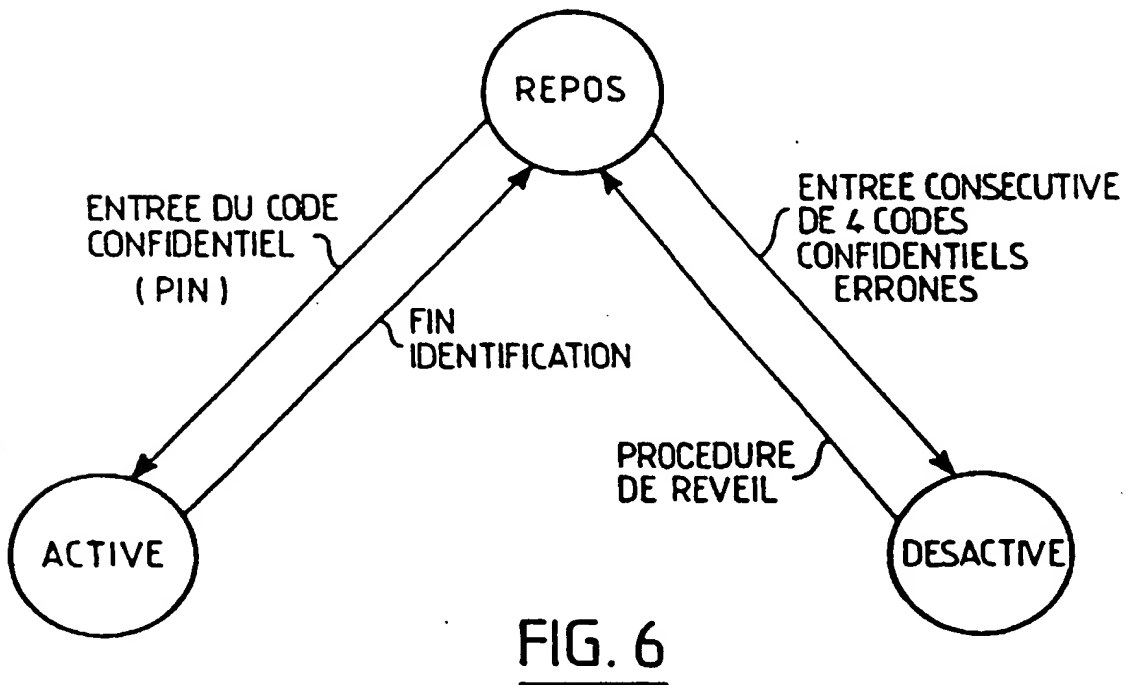 REPOS
ENTREE DU CODE
CONFIDENTIEL
( PIN )
FIN
IDENTIFICATION
ENTREE CONSECUTIVE
DE 4 CODES
CONFIDENTIELS
ERRONES
PROCEDURE
DE REVEIL
ACTIVE
DESACTIVE
FIG. 6